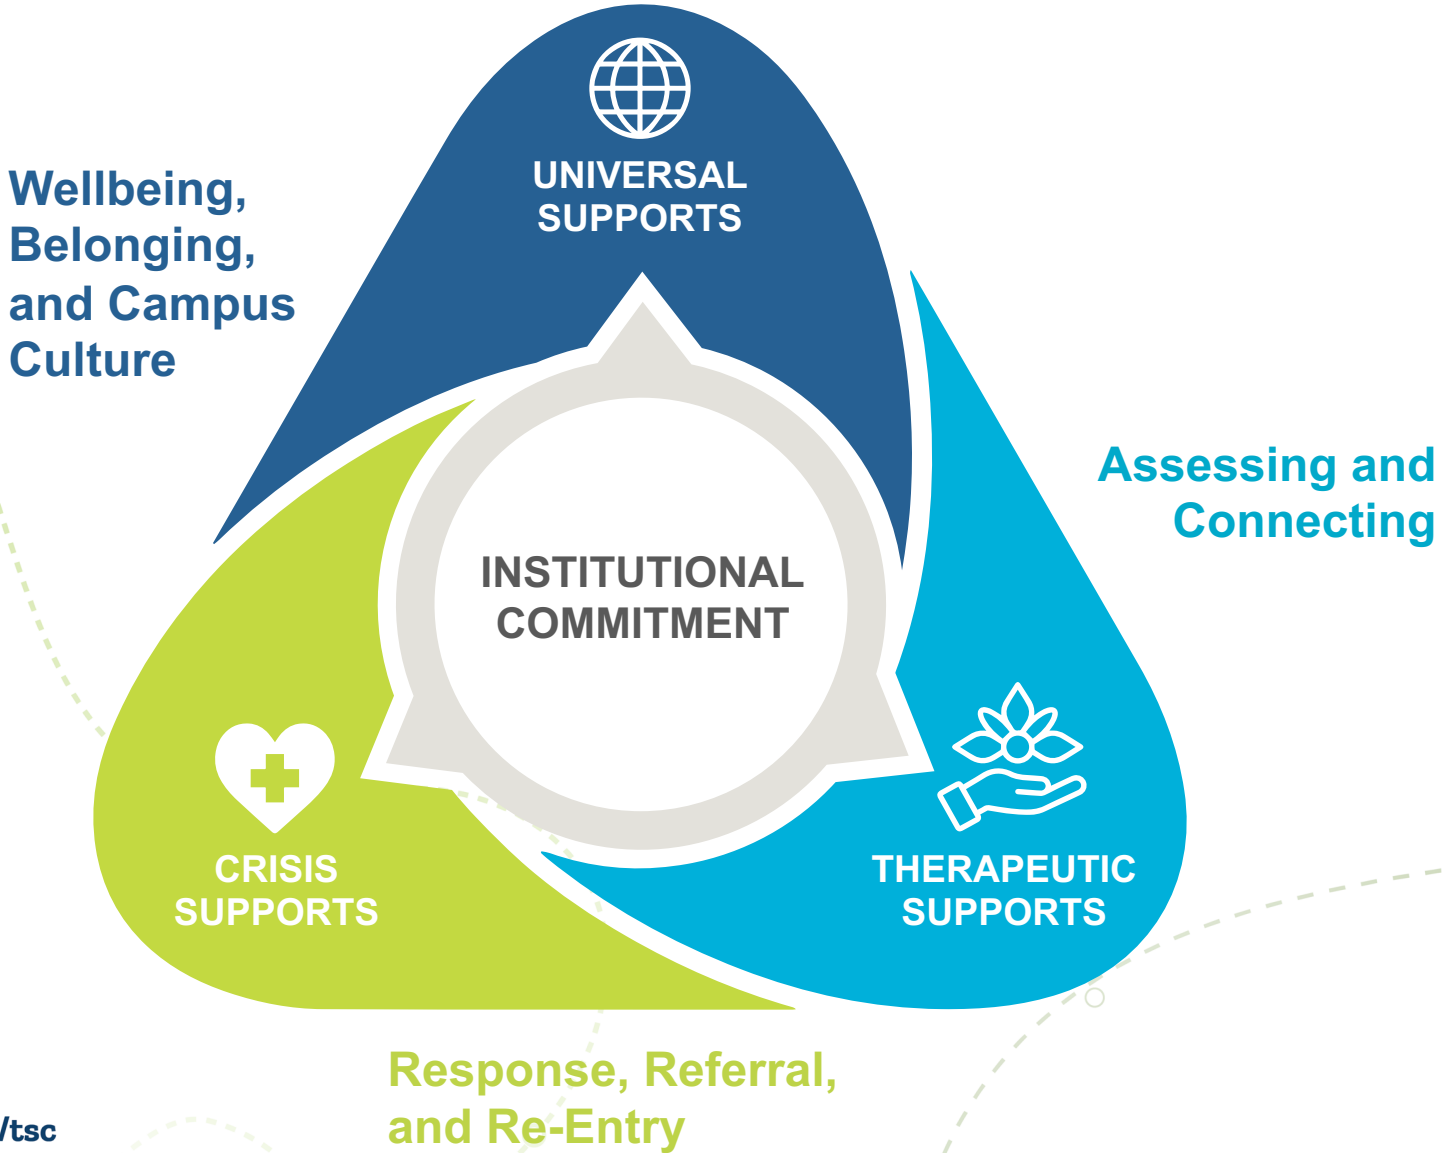 UNIVERSAL
SUPPORTS
Wellbeing,
Belonging,
and Campus
Culture
Assessing and
Connecting
INSTITUTIONAL
COMMITMENT
CRISIS
SUPPORTS
THERAPEUTIC
SUPPORTS
Response, Referral,
and Re-Entry
/tsc